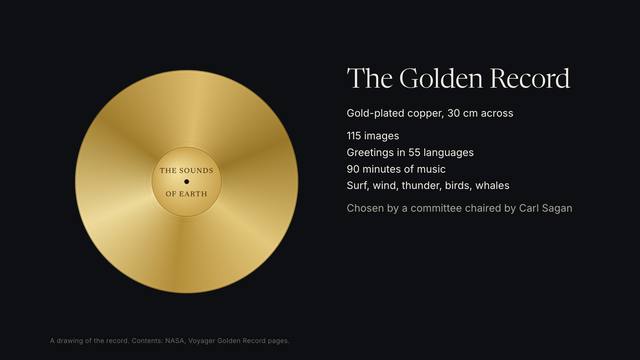 The Golden Record
Gold-plated copper, 30 cm across
115 images
Greetings in 55 languages
90 minutes of music
Surf, wind, thunder, birds, whales
Chosen by a committee chaired by Carl Sagan
THE SOUNDS
OF EARTH
A drawing of the record. Contents: NASA, Voyager Golden Record pages.